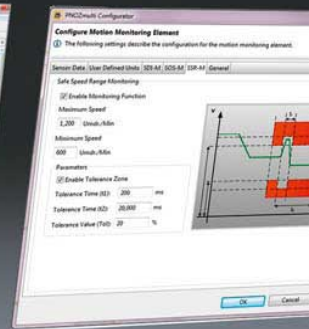 PNOZmulti Configurator
Configure Motion Monitoring Element
The following settings describe the configuration for the motion monitoring element.
Sensor Data User Defined Units SDI-M SOS-M SSR-M General
Safe Speed Range Monitoring
Enable Monitoring Function
Maximum Speed
1,200 Umdr./Min
Minimum Speed
600 Umdr./Min
Parameters
Enable Tolerance Zone
Tolerance Time (t1): 200 ms
Tolerance Time (t2): 20,000 ms
Tolerance Value (Tol): 20 %
OK Cancel